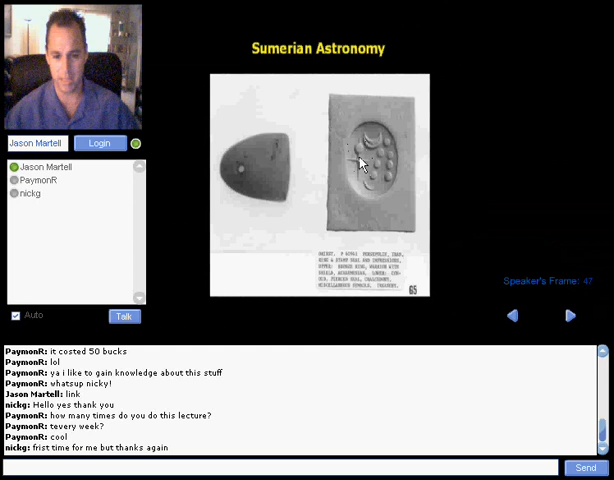 Sumerian Astronomy
Jason Martell
Login
Jason Martell
PaymonR
nickg
Auto
Talk
65
Speaker's Frame: 47
PaymonR: it costed 50 bucks
PaymonR: lol
PaymonR: ya i like to gain knowledge about this stuff
PaymonR: whatsup nicky!
Jason Martell: link
nickg: Hello yes thank you
PaymonR: how many times do you do this lecture?
PaymonR: tevery week?
PaymonR: cool
nickg: frist time for me but thanks again
Send